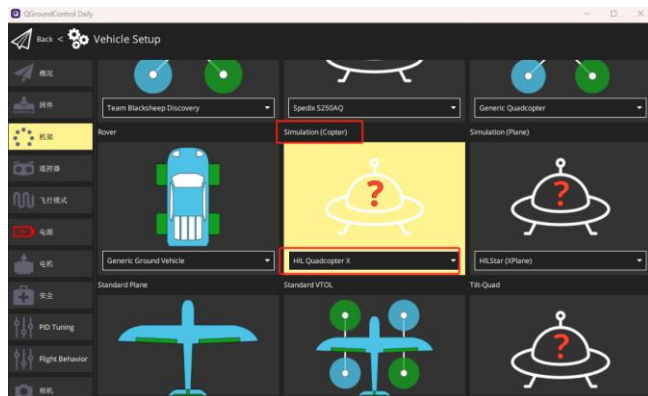 QGroundControl Daily
Back < Vehicle Setup
概况
固件
机架
遥控器
飞行模式
电源
电机
安全
PID Tuning
Flight Behavior
相机
Team Blacksheep Discovery
Spedix S250AQ
Generic Quadcopter
Rover
Simulation (Copter)
Simulation (Plane)
?
?
Generic Ground Vehicle
HIL Quadcopter X
HILStar (XPlane)
Standard Plane
Standard VTOL
Tilt-Quad
?